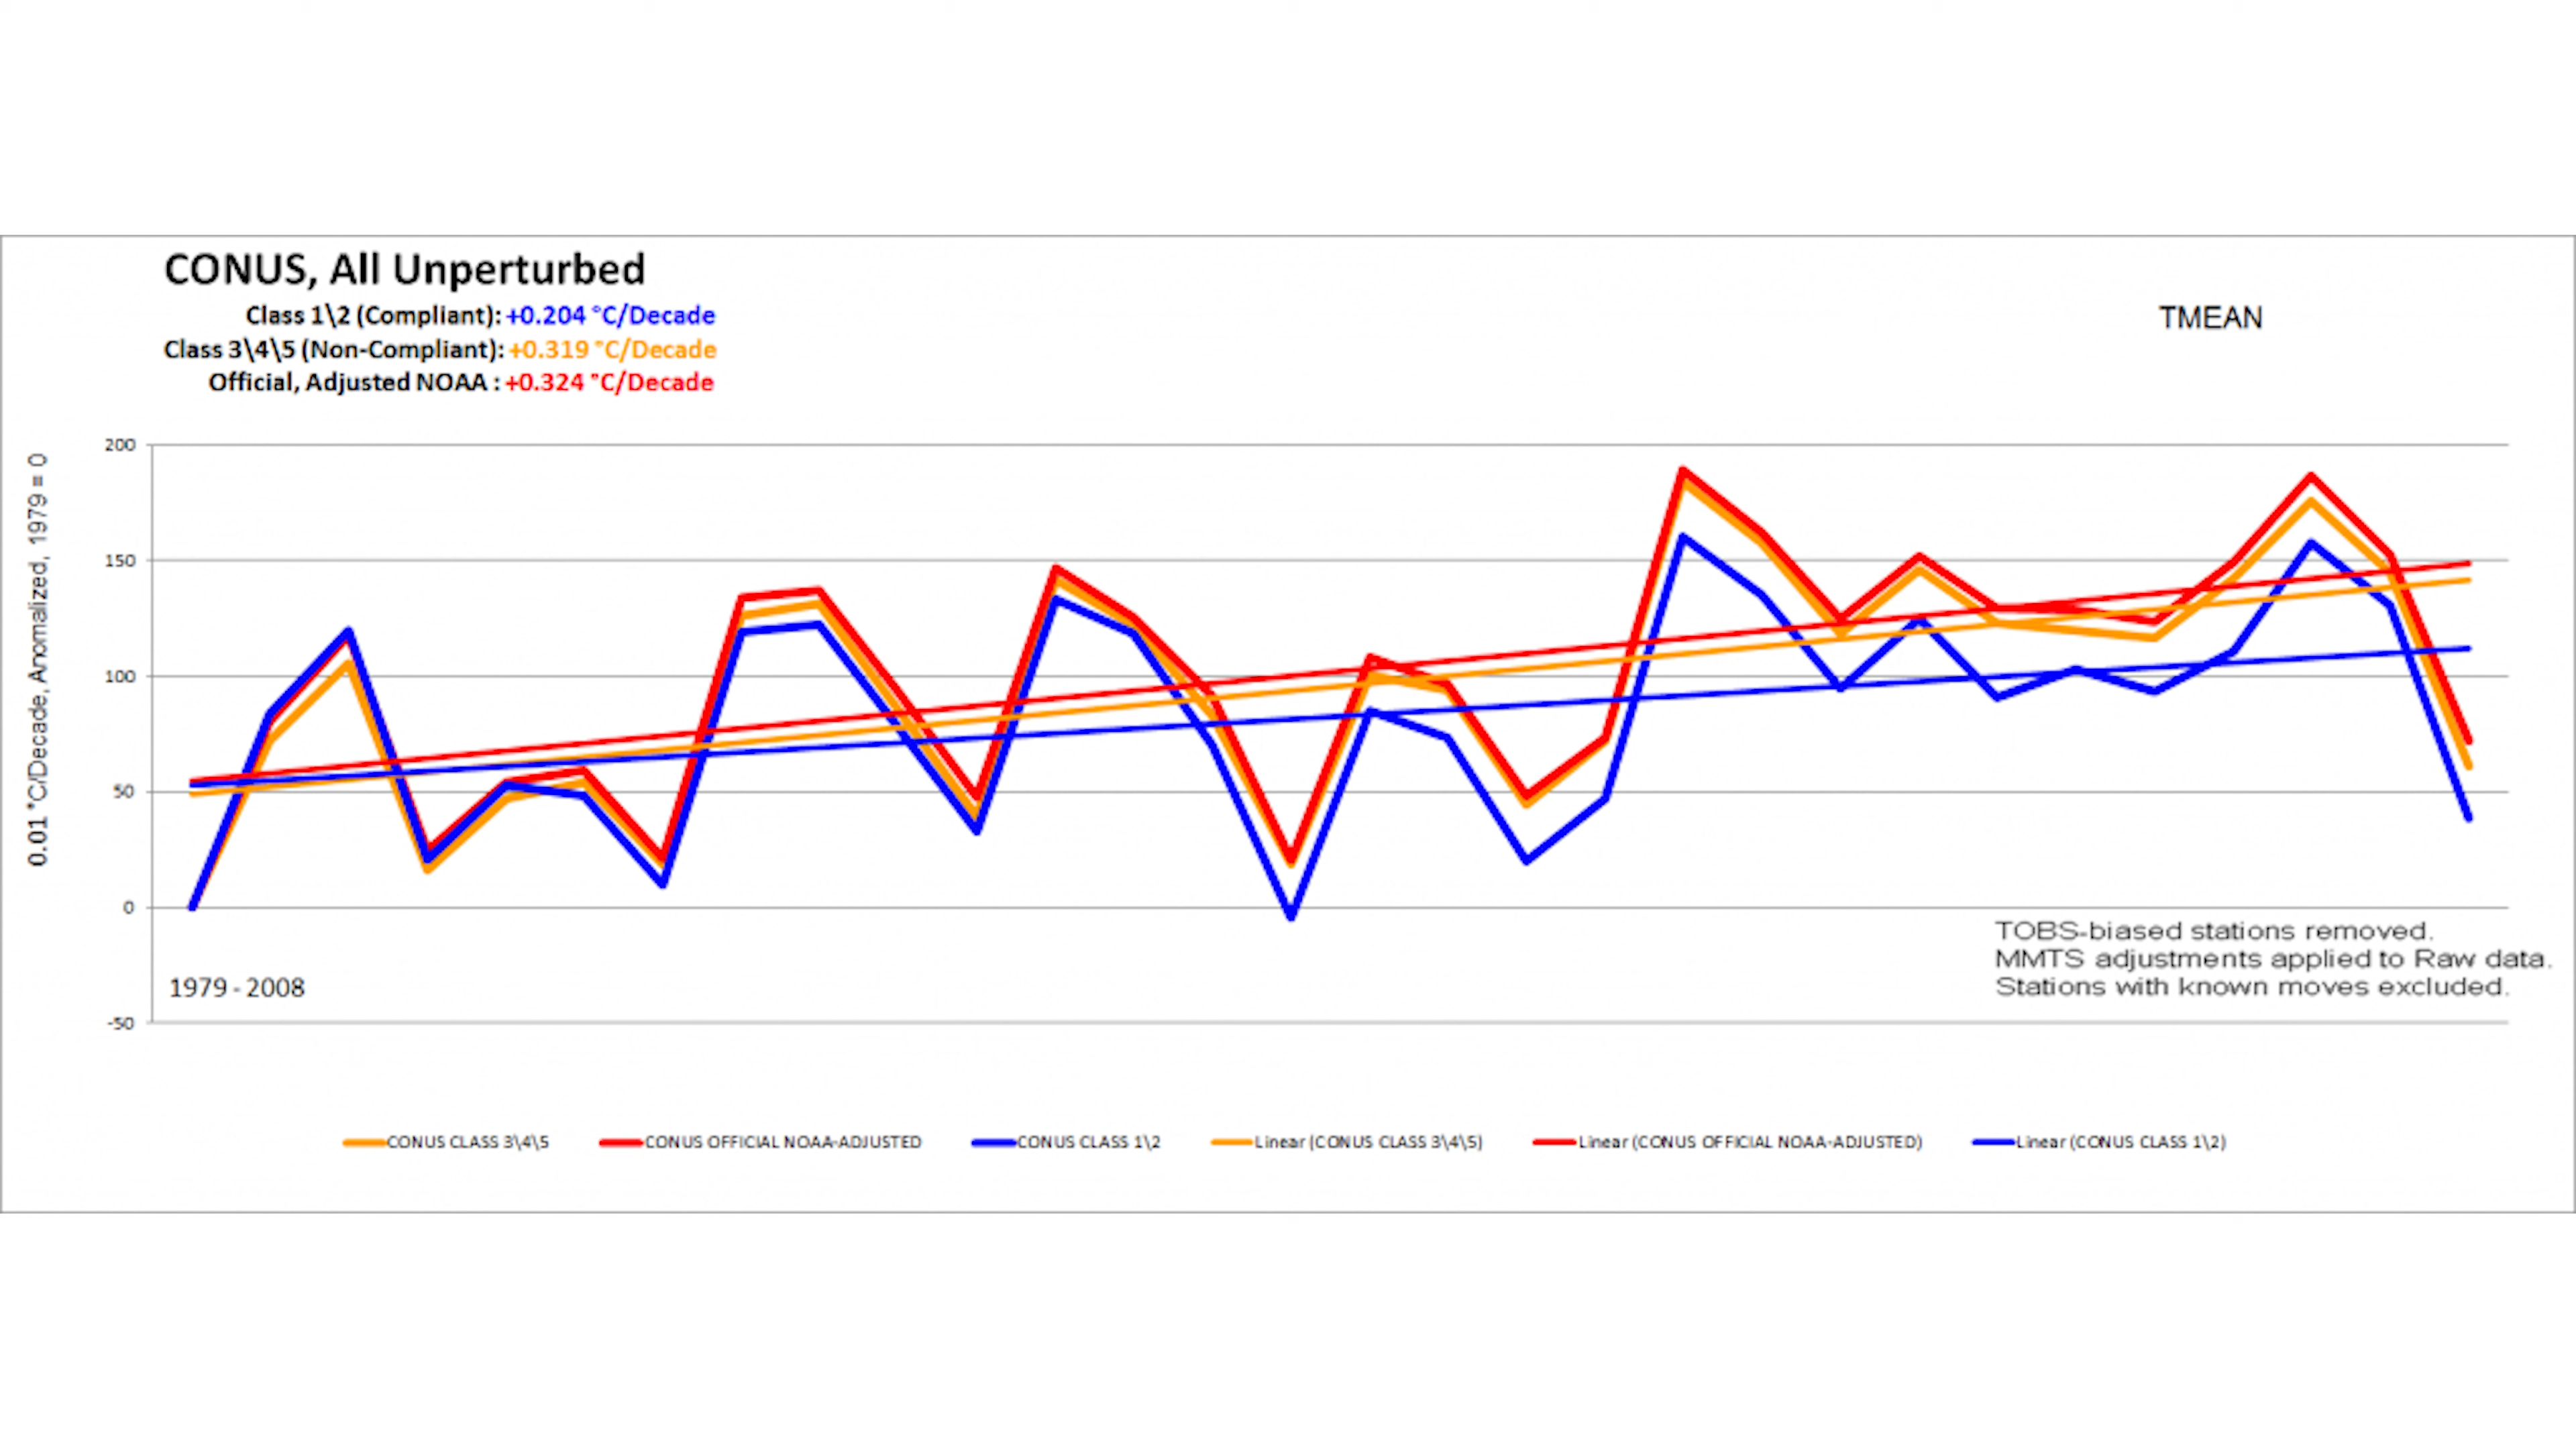 CONUS, All Unperturbed
Class 1\2 (Compliant): +0.204 °C/Decade
Class 3\4\5 (Non-Compliant): +0.319 °C/Decade
Official, Adjusted NOAA : +0.324 °C/Decade
TMEAN
0.01 °C/Decade, Anomalized, 1979 = 0
200
150
100
50
0
-50
1979 - 2008
TOBS-biased stations removed.
MMTS adjustments applied to Raw data.
Stations with known moves excluded.
CONUS CLASS 3\4\5 CONUS OFFICIAL NOAA-ADJUSTED CONUS CLASS 1\2 Linear (CONUS CLASS 3\4\5) Linear (CONUS OFFICIAL NOAA-ADJUSTED) Linear (CONUS CLASS 1\2)